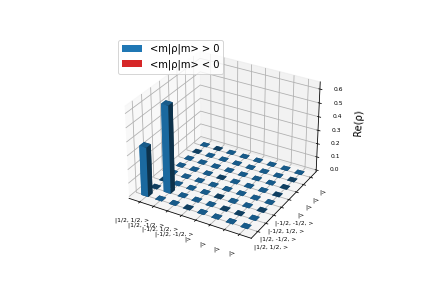 <m|ρ|m> > 0
<m|ρ|m> < 0
0.6
0.5
0.4
0.3
0.2
0.1
0.0
Re(ρ)
|1/2, 1/2, >
|1/2, -1/2, >
|-1/2, 1/2, >
|-1/2, -1/2, >
|>
|>
|>
|>
|>
|>
|>
|-1/2, -1/2, >
|-1/2, 1/2, >
|1/2, -1/2, >
|1/2, 1/2, >